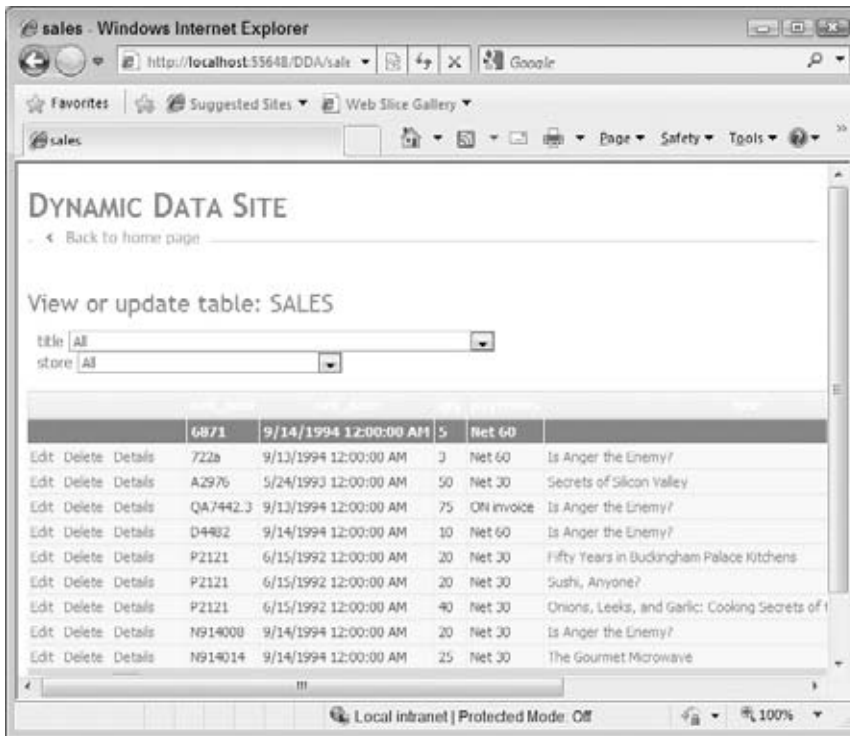 sales - Windows Internet Explorer
http://localhost:55648/DDA/sale
Google
Favorites Suggested Sites Web Slice Gallery
sales Page Safety Tools
DYNAMIC DATA SITE
Back to home page
View or update table: SALES
title All
store All
6871 9/14/1994 12:00:00 AM 5 Net 60
Edit Delete Details 722a 9/13/1994 12:00:00 AM 3 Net 60 Is Anger the Enemy?
Edit Delete Details A2976 5/24/1993 12:00:00 AM 50 Net 30 Secrets of Silicon Valley
Edit Delete Details QA7442.3 9/13/1994 12:00:00 AM 75 ON invoice Is Anger the Enemy?
Edit Delete Details D4482 9/14/1994 12:00:00 AM 10 Net 60 Is Anger the Enemy?
Edit Delete Details P2121 6/15/1992 12:00:00 AM 20 Net 30 Fifty Years in Buckingham Palace Kitchens
Edit Delete Details P2121 6/15/1992 12:00:00 AM 20 Net 30 Sushi, Anyone?
Edit Delete Details P2121 6/15/1992 12:00:00 AM 40 Net 30 Onions, Leeks, and Garlic: Cooking Secrets of
Edit Delete Details N914008 9/14/1994 12:00:00 AM 20 Net 30 Is Anger the Enemy?
Edit Delete Details N914014 9/14/1994 12:00:00 AM 25 Net 30 The Gourmet Microwave
Local intranet | Protected Mode: Off 100%